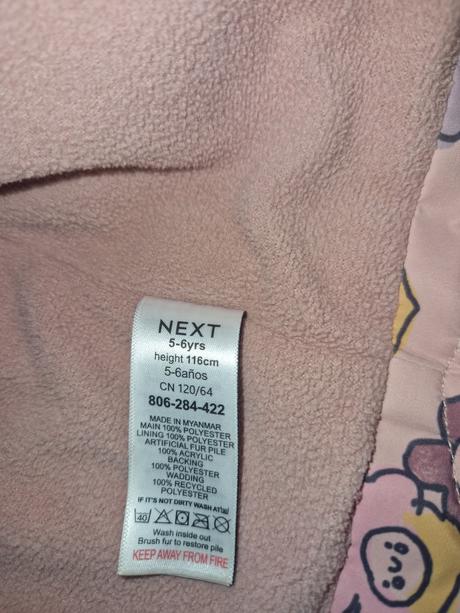 NEXT
5-6yrs
height 116cm
5-6años
CN 120/64
806-284-422
MADE IN MYANMAR
MAIN 100% POLYESTER
LINING 100% POLYESTER
ARTIFICIAL FUR PILE
100% ACRYLIC
BACKING
100% POLYESTER
WADDING
100% RECYCLED
POLYESTER
IF IT'S NOT DIRTY WASH AT
40
Wash inside out
Brush fur to restore pile
KEEP AWAY FROM FIRE